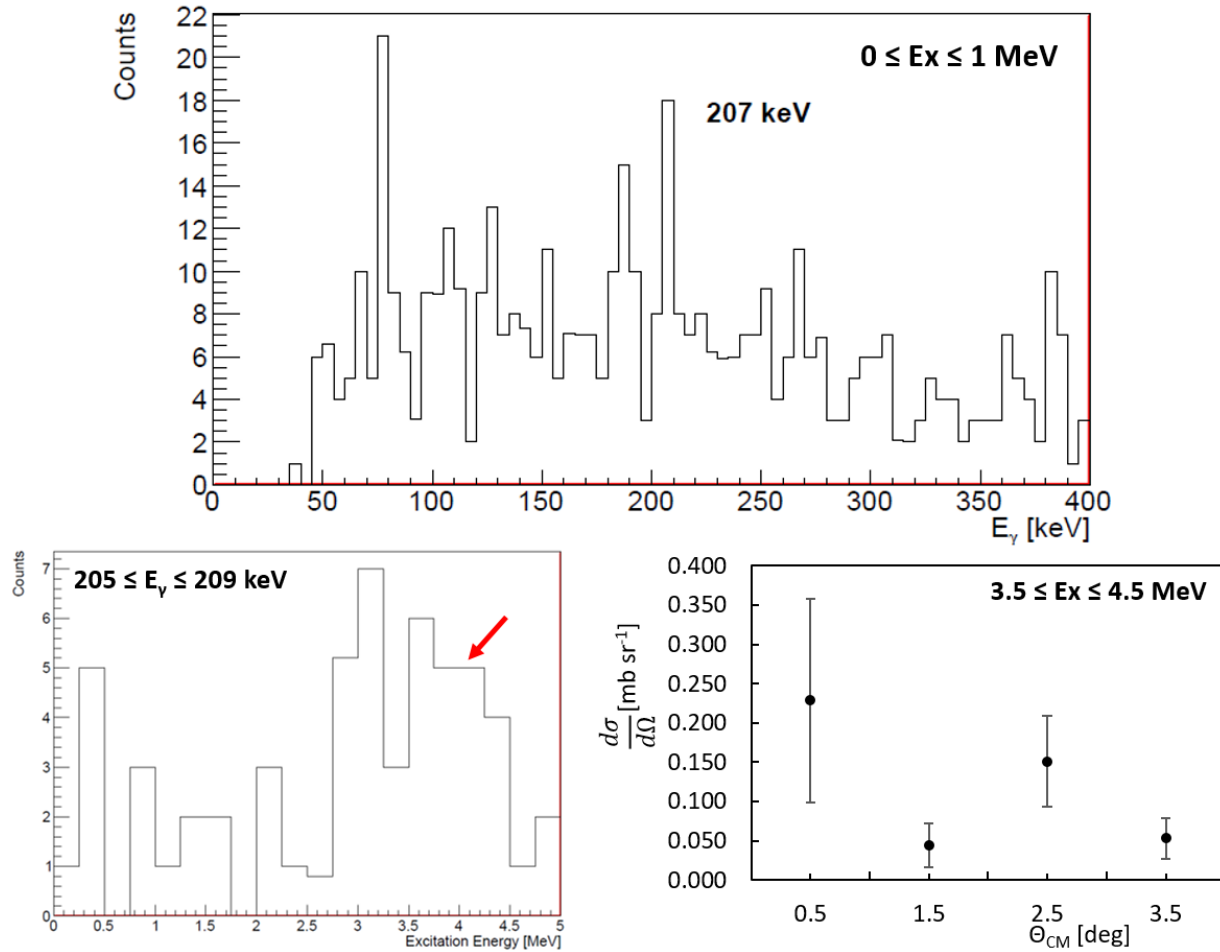 Counts
22
20
18
16
14
12
10
8
6
4
2
0
0 ≤ Ex ≤ 1 MeV
207 keV
0 50 100 150 200 250 300 350 400
E_γ [keV]
Counts
7
6
5
4
3
2
1
0
205 ≤ E_γ ≤ 209 keV
0 0.5 1 1.5 2 2.5 3 3.5 4 4.5 5
Excitation Energy [MeV]
dσ/dΩ [mb sr⁻¹]
0.400
0.350
0.300
0.250
0.200
0.150
0.100
0.050
0.000
3.5 ≤ Ex ≤ 4.5 MeV
0.5 1.5 2.5 3.5
Θ_CM [deg]